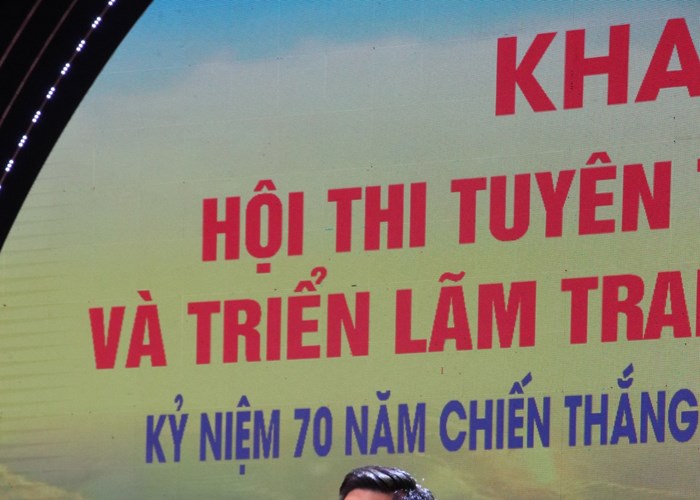 KHA
HỘI THI TUYÊN
VÀ TRIỂN LÃM TRA
KỶ NIỆM 70 NĂM CHIẾN THẮNG